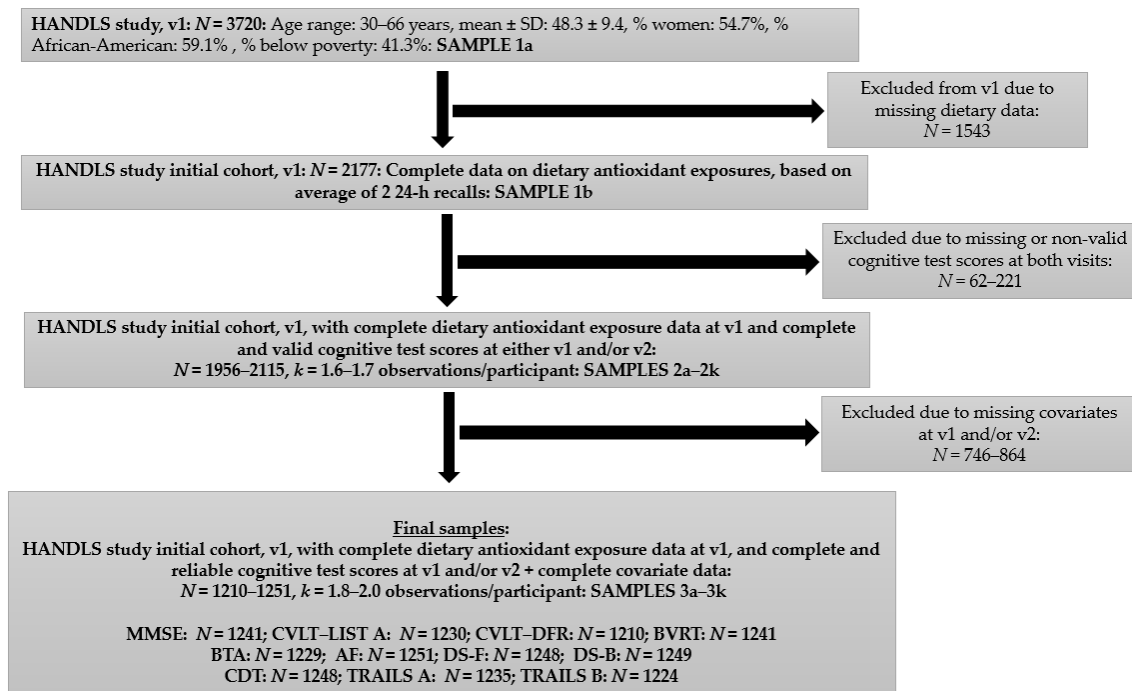 HANDLS study, v1: N = 3720: Age range: 30–66 years, mean ± SD: 48.3 ± 9.4, % women: 54.7%, %
African-American: 59.1% , % below poverty: 41.3%: SAMPLE 1a
Excluded from v1 due to
missing dietary data:
N = 1543
HANDLS study initial cohort, v1: N = 2177: Complete data on dietary antioxidant exposures, based on
average of 2 24-h recalls: SAMPLE 1b
Excluded due to missing or non-valid
cognitive test scores at both visits:
N = 62–221
HANDLS study initial cohort, v1, with complete dietary antioxidant exposure data at v1 and complete
and valid cognitive test scores at either v1 and/or v2:
N = 1956–2115, k = 1.6–1.7 observations/participant: SAMPLES 2a–2k
Excluded due to missing covariates
at v1 and/or v2:
N = 746–864
Final samples:
HANDLS study initial cohort, v1, with complete dietary antioxidant exposure data at v1, and complete and
reliable cognitive test scores at v1 and/or v2 + complete covariate data:
N = 1210–1251, k = 1.8–2.0 observations/participant: SAMPLES 3a–3k
MMSE: N = 1241; CVLT–LIST A: N = 1230; CVLT–DFR: N = 1210; BVRT: N = 1241
BTA: N = 1229; AF: N = 1251; DS-F: N = 1248; DS-B: N = 1249
CDT: N = 1248; TRAILS A: N = 1235; TRAILS B: N = 1224